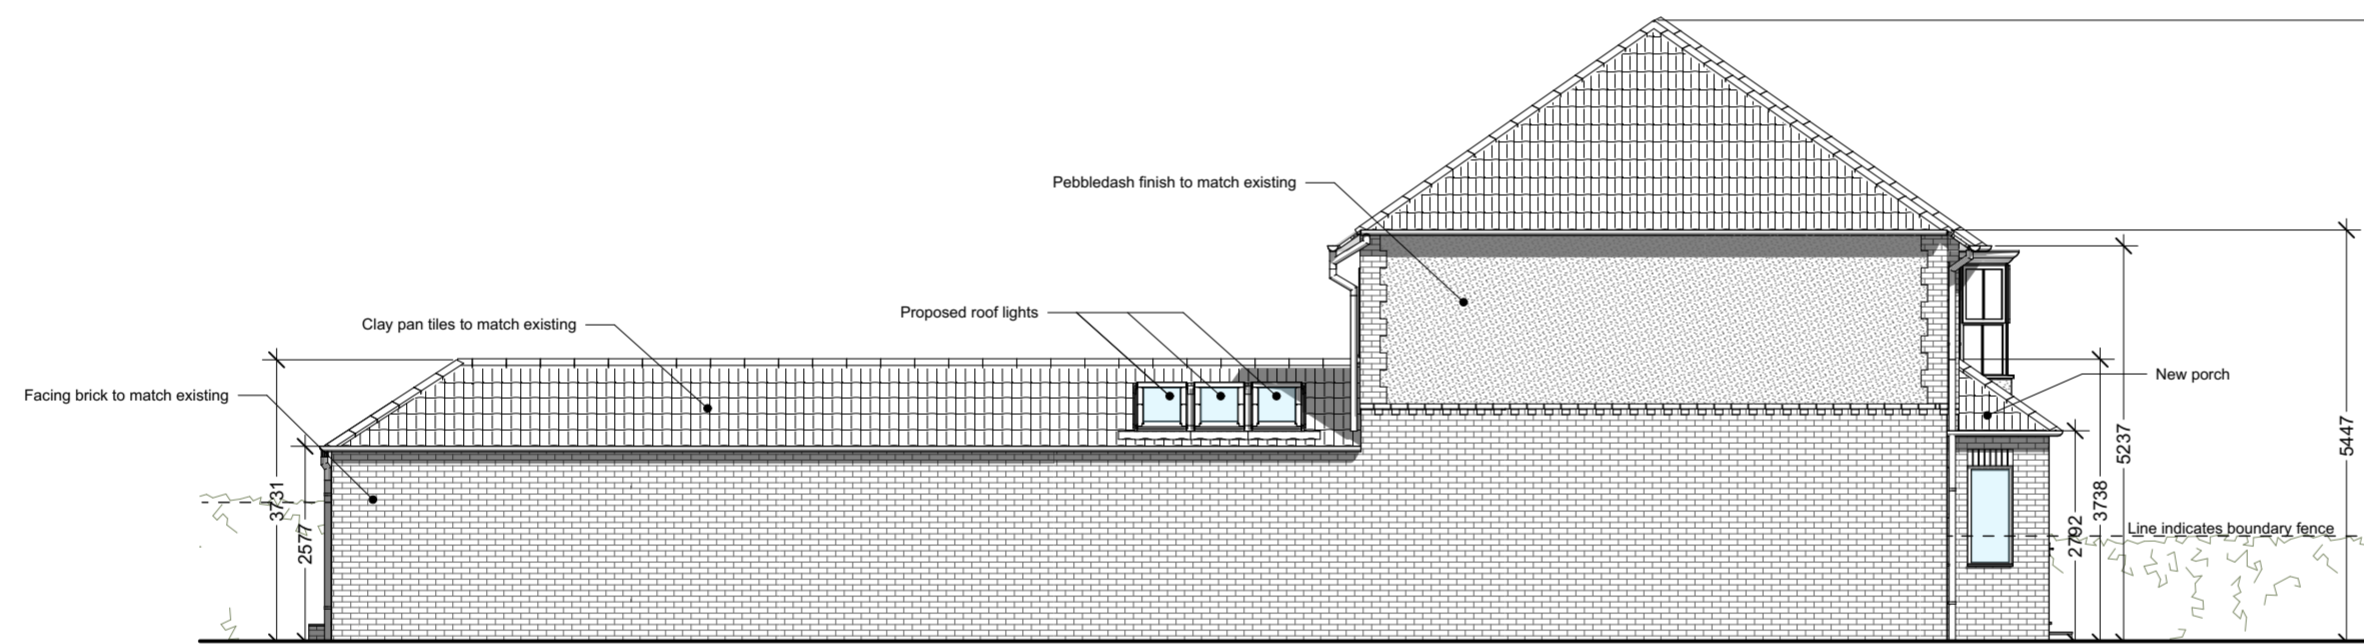 Pebbledash finish to match existing
Proposed roof lights
Clay pan tiles to match existing
Facing brick to match existing
New porch
Line indicates boundary fence
3731
2577
2792
3738
5237
5447